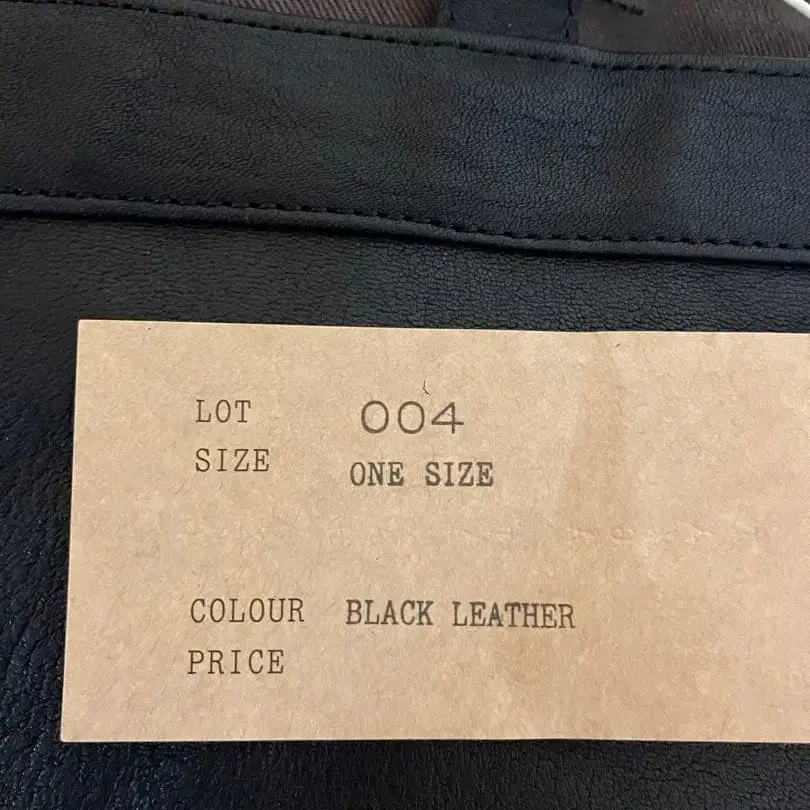 LOT 004
SIZE ONE SIZE
COLOUR BLACK LEATHER
PRICE